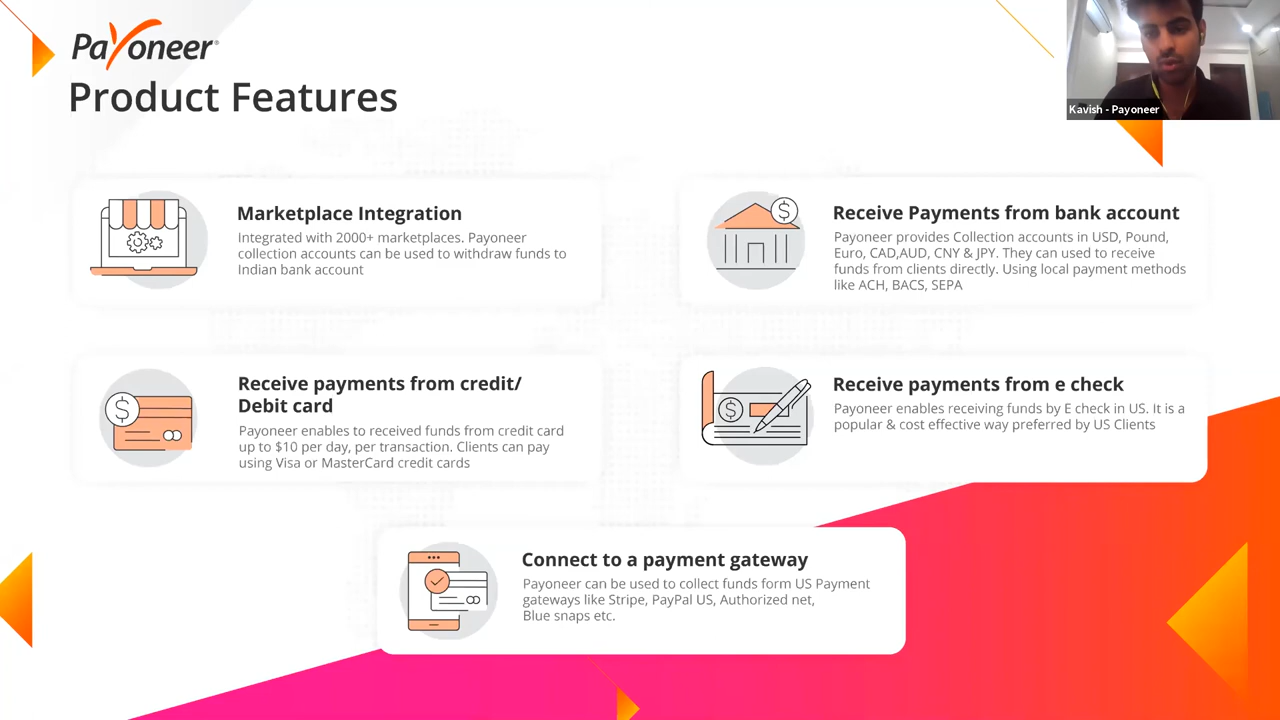 Payoneer
Product Features
Kavish - Payoneer
Marketplace Integration
Integrated with 2000+ marketplaces. Payoneer
collection accounts can be used to withdraw funds to
Indian bank account
Receive Payments from bank account
Payoneer provides Collection accounts in USD, Pound,
Euro, CAD,AUD, CNY & JPY. They can used to receive
funds from clients directly. Using local payment methods
like ACH, BACS, SEPA
Receive payments from credit/
Debit card
Payoneer enables to received funds from credit card
up to $10 per day, per transaction. Clients can pay
using Visa or MasterCard credit cards
Receive payments from e check
Payoneer enables receiving funds by E check in US. It is a
popular & cost effective way preferred by US Clients
Connect to a payment gateway
Payoneer can be used to collect funds form US Payment
gateways like Stripe, PayPal US, Authorized net,
Blue snaps etc.